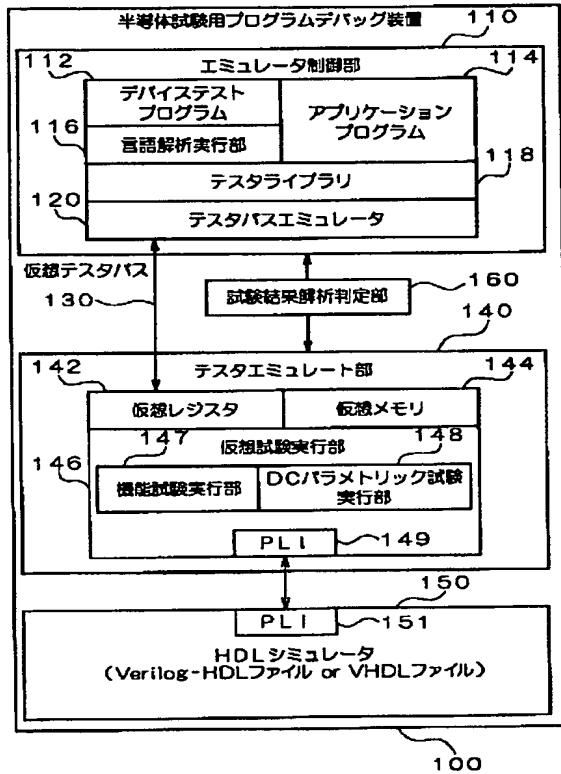 半導体試験用プログラムデバッグ装置
110
112
エミュレータ制御部
114
デバイステスト
プログラム
アプリケーション
プログラム
116
言語解析実行部
テスタライブラリ
118
120
テスタバスエミュレータ
仮想テスタバス
130
試験結果解析判定部
160
140
142
テスタエミュレート部
144
仮想レジスタ
仮想メモリ
147
仮想試験実行部
148
146
機能試験実行部
DCパラメトリック試験
実行部
PLI
149
150
PLI
151
HDLシミュレータ
(Verilog-HDLファイル or VHDLファイル)
100